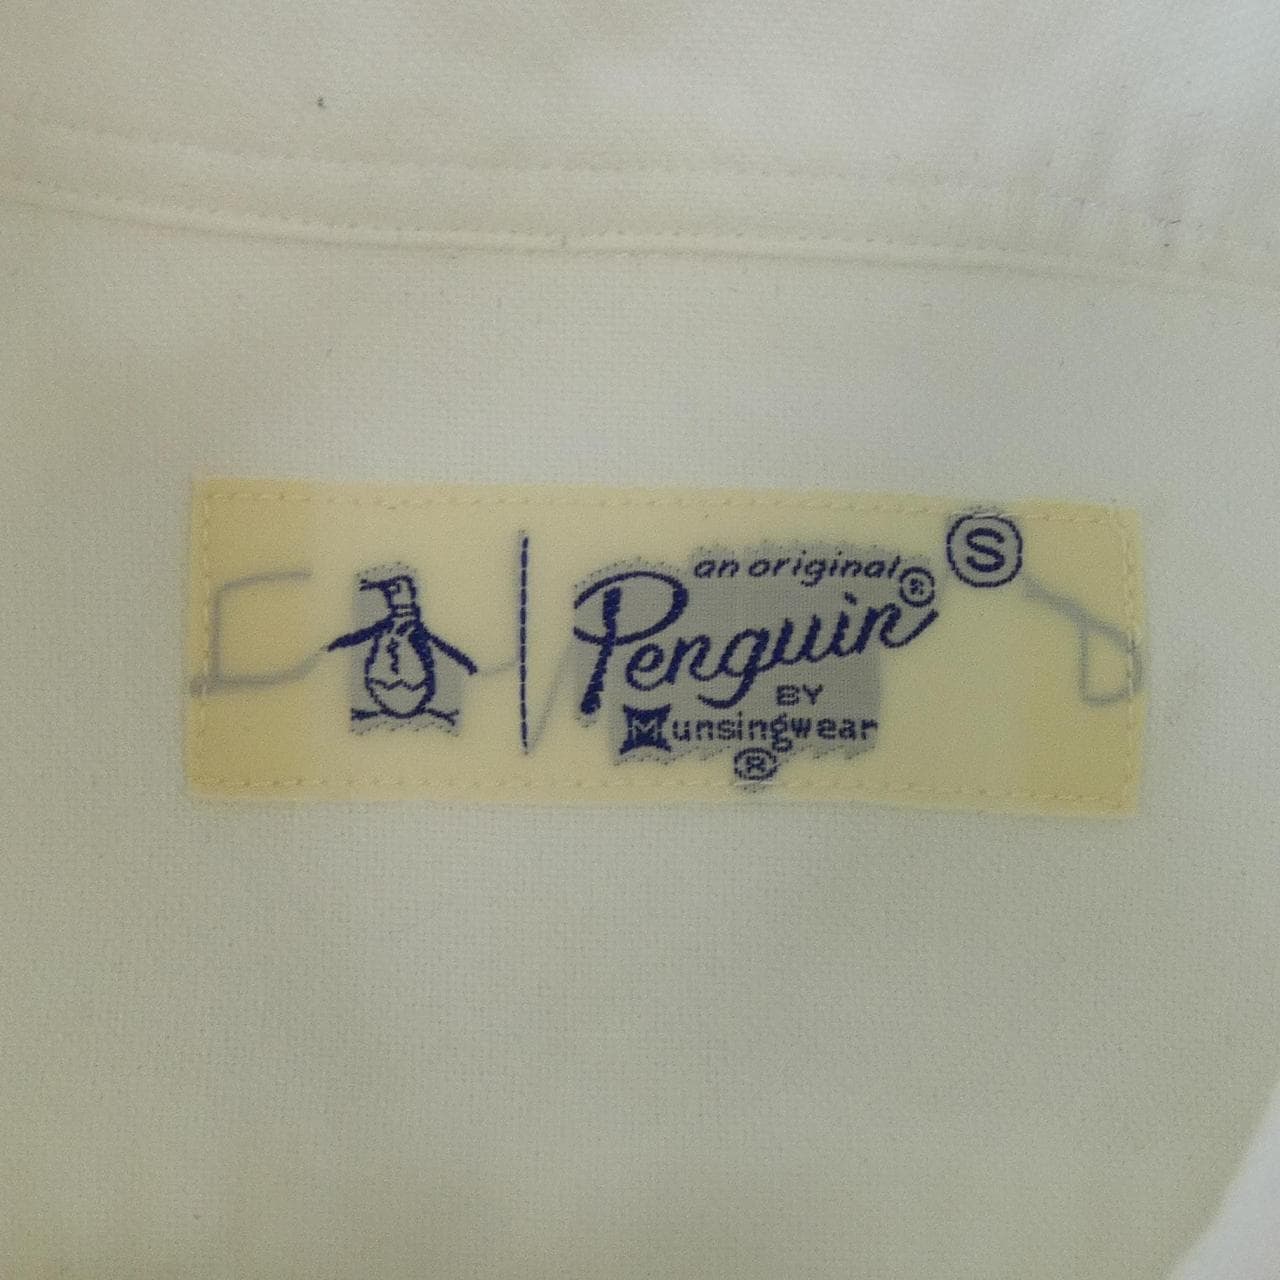 S
an original
Penguin®
BY
Munsingwear
®